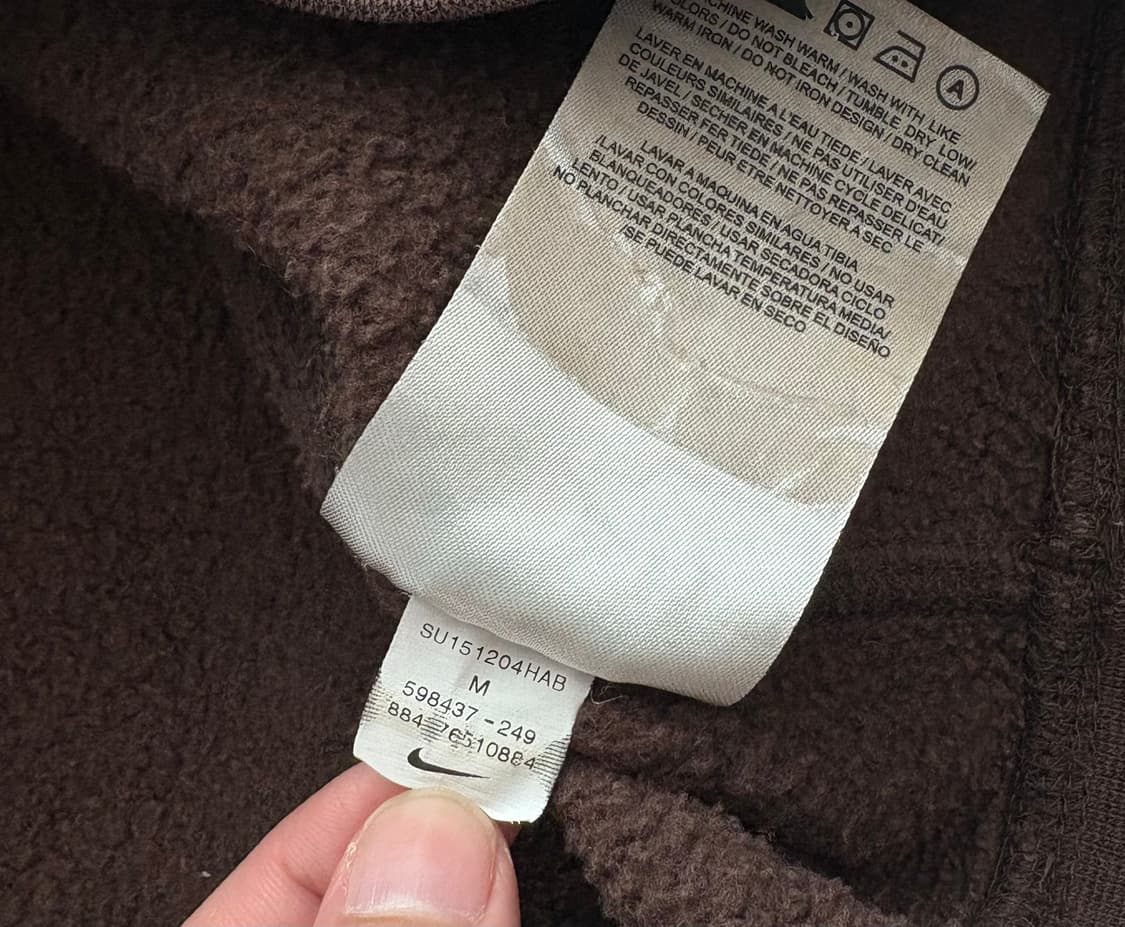 MACHINE WASH WARM / WASH WITH LIKE
COLORS / DO NOT BLEACH / TUMBLE DRY LOW/
WARM IRON / DO NOT IRON DESIGN / DRY CLEAN
LAVER EN MACHINE A L'EAU TIEDE / LAVER AVEC
COULEURS SIMILAIRES / NE PAS UTILISER D'EAU
DE JAVEL / SECHER EN MACHINE CYCLE DELICAT/
REPASSER FER TIEDE / NE PAS REPASSER LE
DESSIN / PEUR ÊTRE NETTOYER A SEC
LAVAR A MAQUINA EN AGUA TIBIA
/LAVAR CON COLORES SIMILARES / NO USAR
BLANQUEADORES / USAR SECADORA CICLO
LENTO / USAR PLANCHA TEMPERATURA MEDIA/
NO PLANCHAR DIRECTAMENTE SOBRE EL DISEÑO
/SE PUEDE LAVAR EN SECO
A
SU151204HAB
M
598437-249